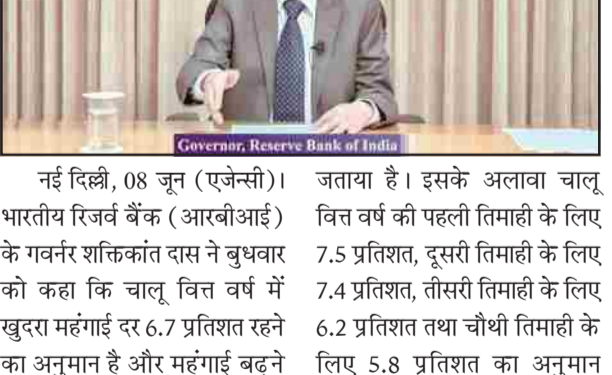 Governor, Reserve Bank of India
नई दिल्ली, 08 जून (एजेन्सी)।
भारतीय रिजर्व बैंक (आरबीआई)
के गवर्नर शक्तिकांत दास ने बुधवार
को कहा कि चालू वित्त वर्ष में
खुदरा महंगाई दर 6.7 प्रतिशत रहने
का अनुमान है और महंगाई बढ़ने
जताया है। इसके अलावा चालू
वित्त वर्ष की पहली तिमाही के लिए
7.5 प्रतिशत, दूसरी तिमाही के लिए
7.4 प्रतिशत, तीसरी तिमाही के लिए
6.2 प्रतिशत तथा चौथी तिमाही के
लिए 5.8 प्रतिशत का अनुमान